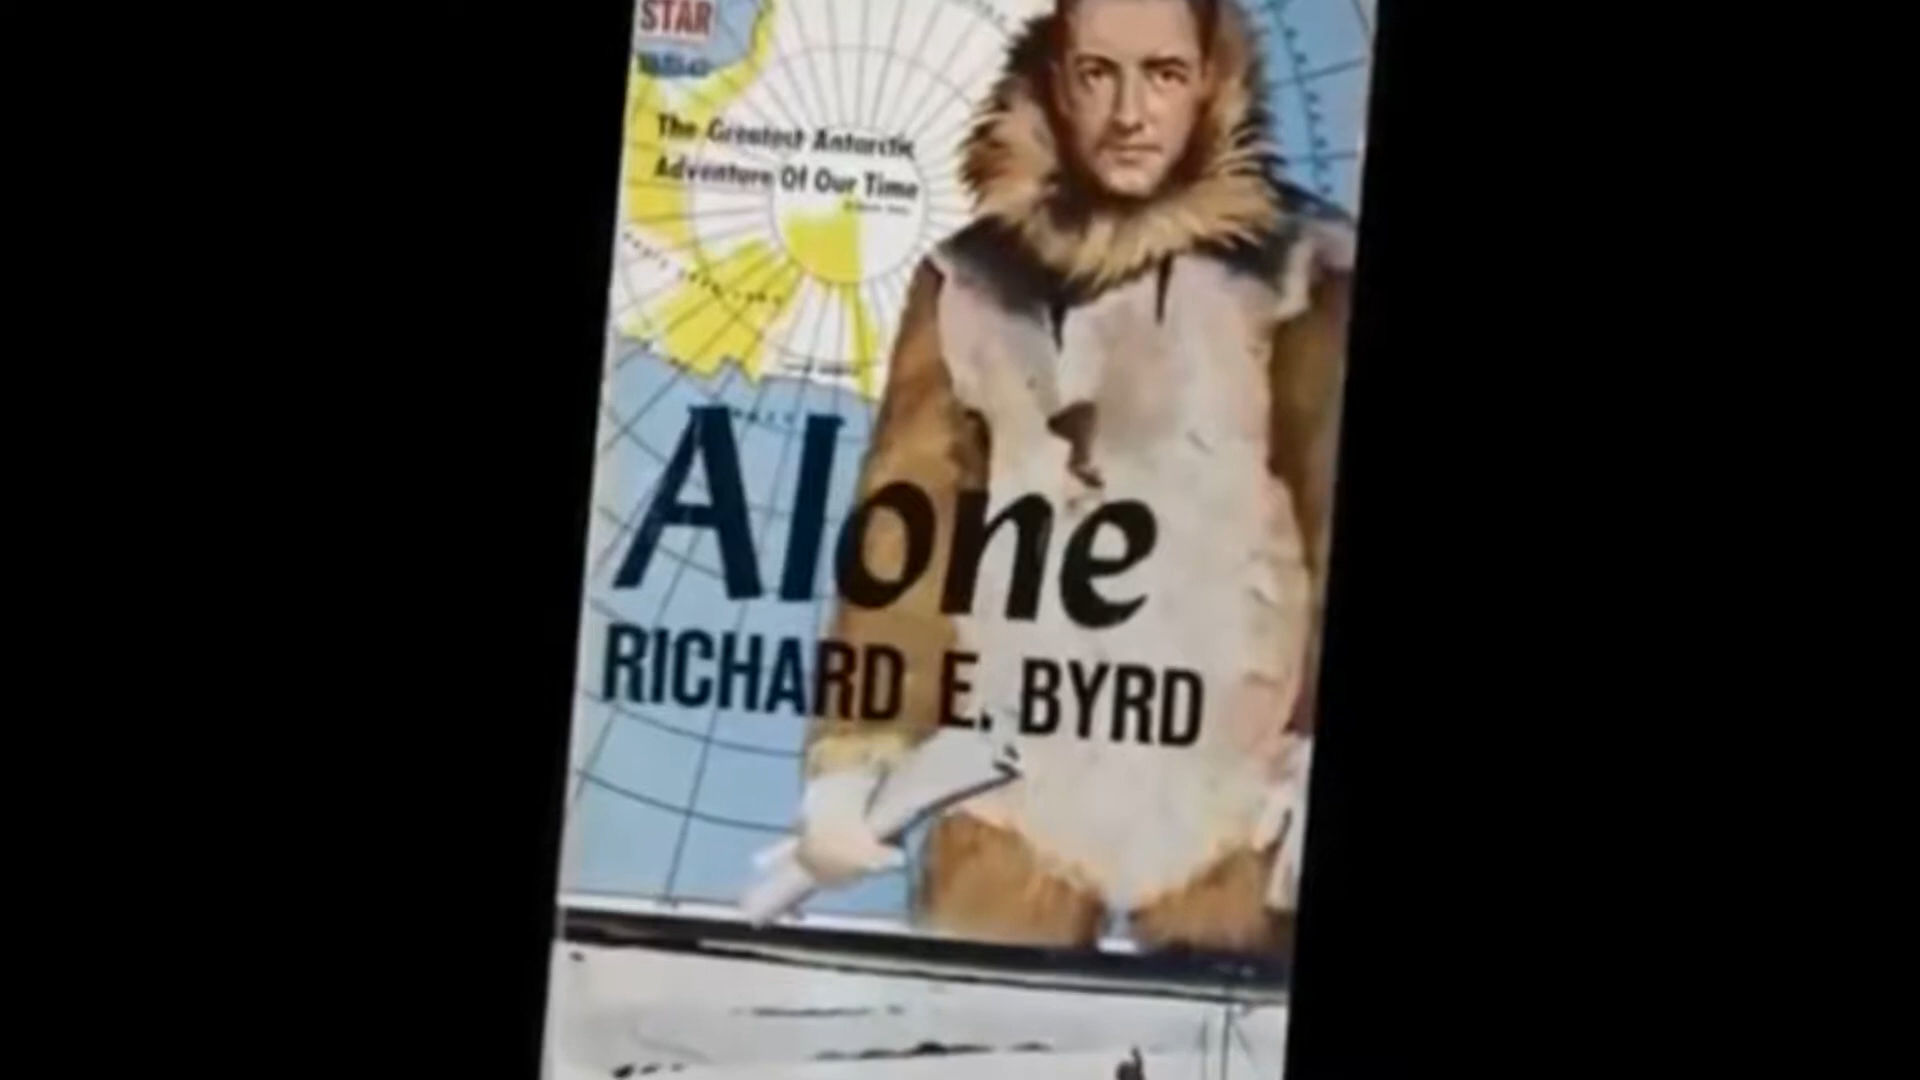 STAR
The Greatest Antarctic
Adventure Of Our Time
Alone
RICHARD E. BYRD